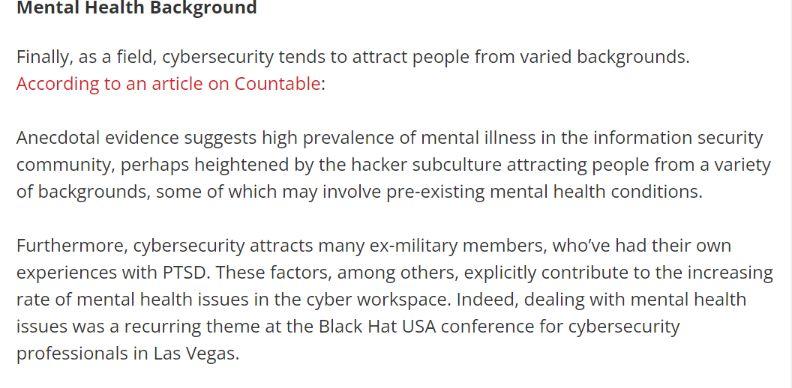 Mental Health Background
Finally, as a field, cybersecurity tends to attract people from varied backgrounds.
According to an article on Countable:
Anecdotal evidence suggests high prevalence of mental illness in the information security
community, perhaps heightened by the hacker subculture attracting people from a variety
of backgrounds, some of which may involve pre-existing mental health conditions.
Furthermore, cybersecurity attracts many ex-military members, who’ve had their own
experiences with PTSD. These factors, among others, explicitly contribute to the increasing
rate of mental health issues in the cyber workspace. Indeed, dealing with mental health
issues was a recurring theme at the Black Hat USA conference for cybersecurity
professionals in Las Vegas.